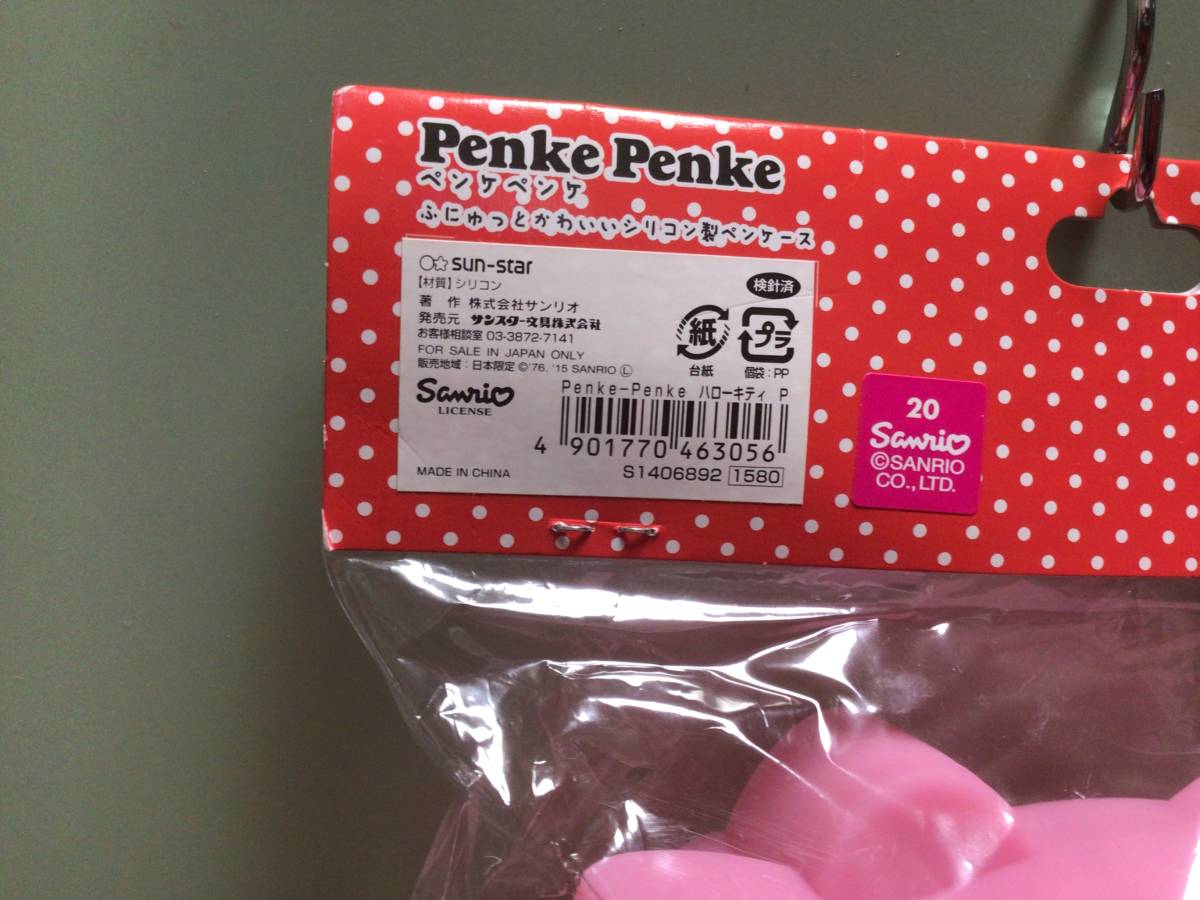 Penke Penke
ペンケペンケ
ふにゅっとかわいいシリコン製ペンケース
sun-star
【材質】シリコン
著 作 株式会社サンリオ
発売元 サンスター文具株式会社
お客様相談室 03-3872-7141
FOR SALE IN JAPAN ONLY
販売地域:日本限定 ©'76, '15 SANRIO Ⓛ
検針済
紙
台紙
プラ
個袋:PP
Sanrio
LICENSE
Penke-Penke ハローキティ P
4 901770 463056
MADE IN CHINA
S1406892 1580
20
Sanrio
©SANRIO
CO., LTD.